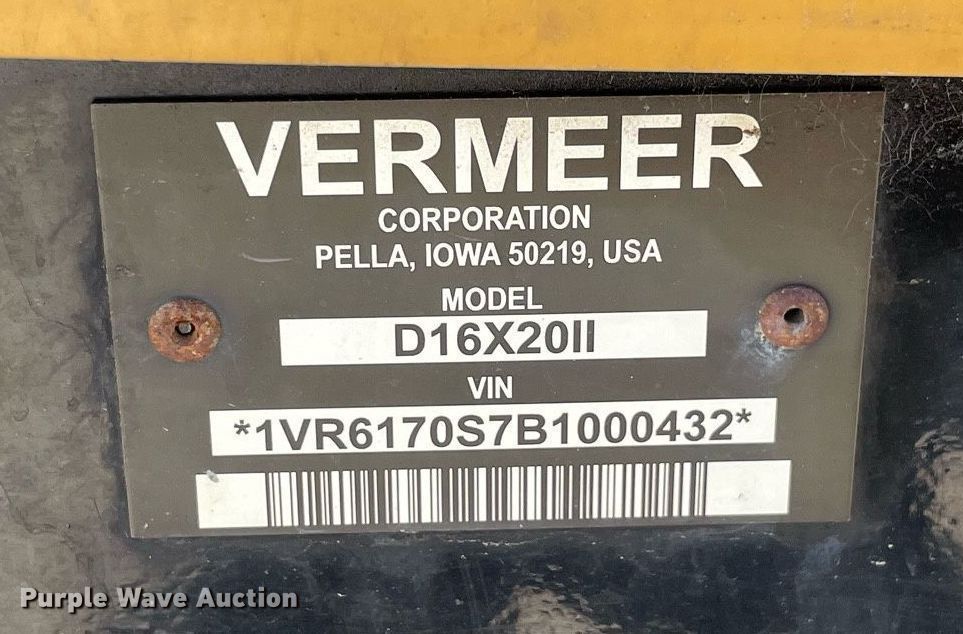 VERMEER
CORPORATION
PELLA, IOWA 50219, USA
MODEL
D16X20II
VIN
*1VR6170S7B1000432*
Purple Wave Auction